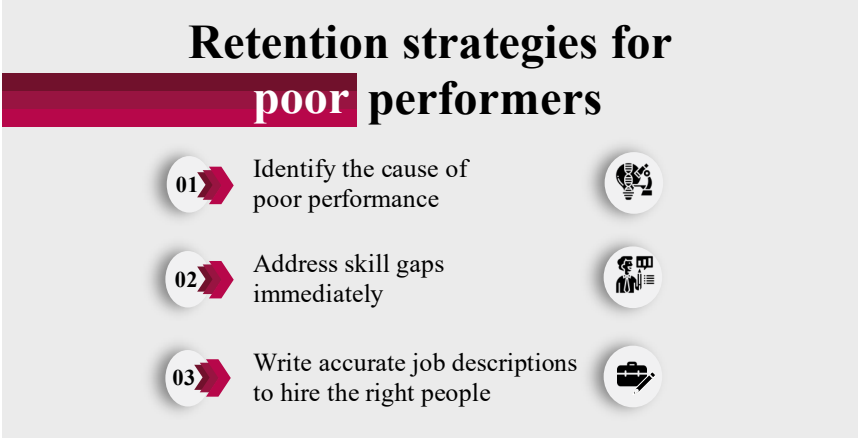 Retention strategies for
poor performers
01
Identify the cause of
poor performance
02
Address skill gaps
immediately
03
Write accurate job descriptions
to hire the right people